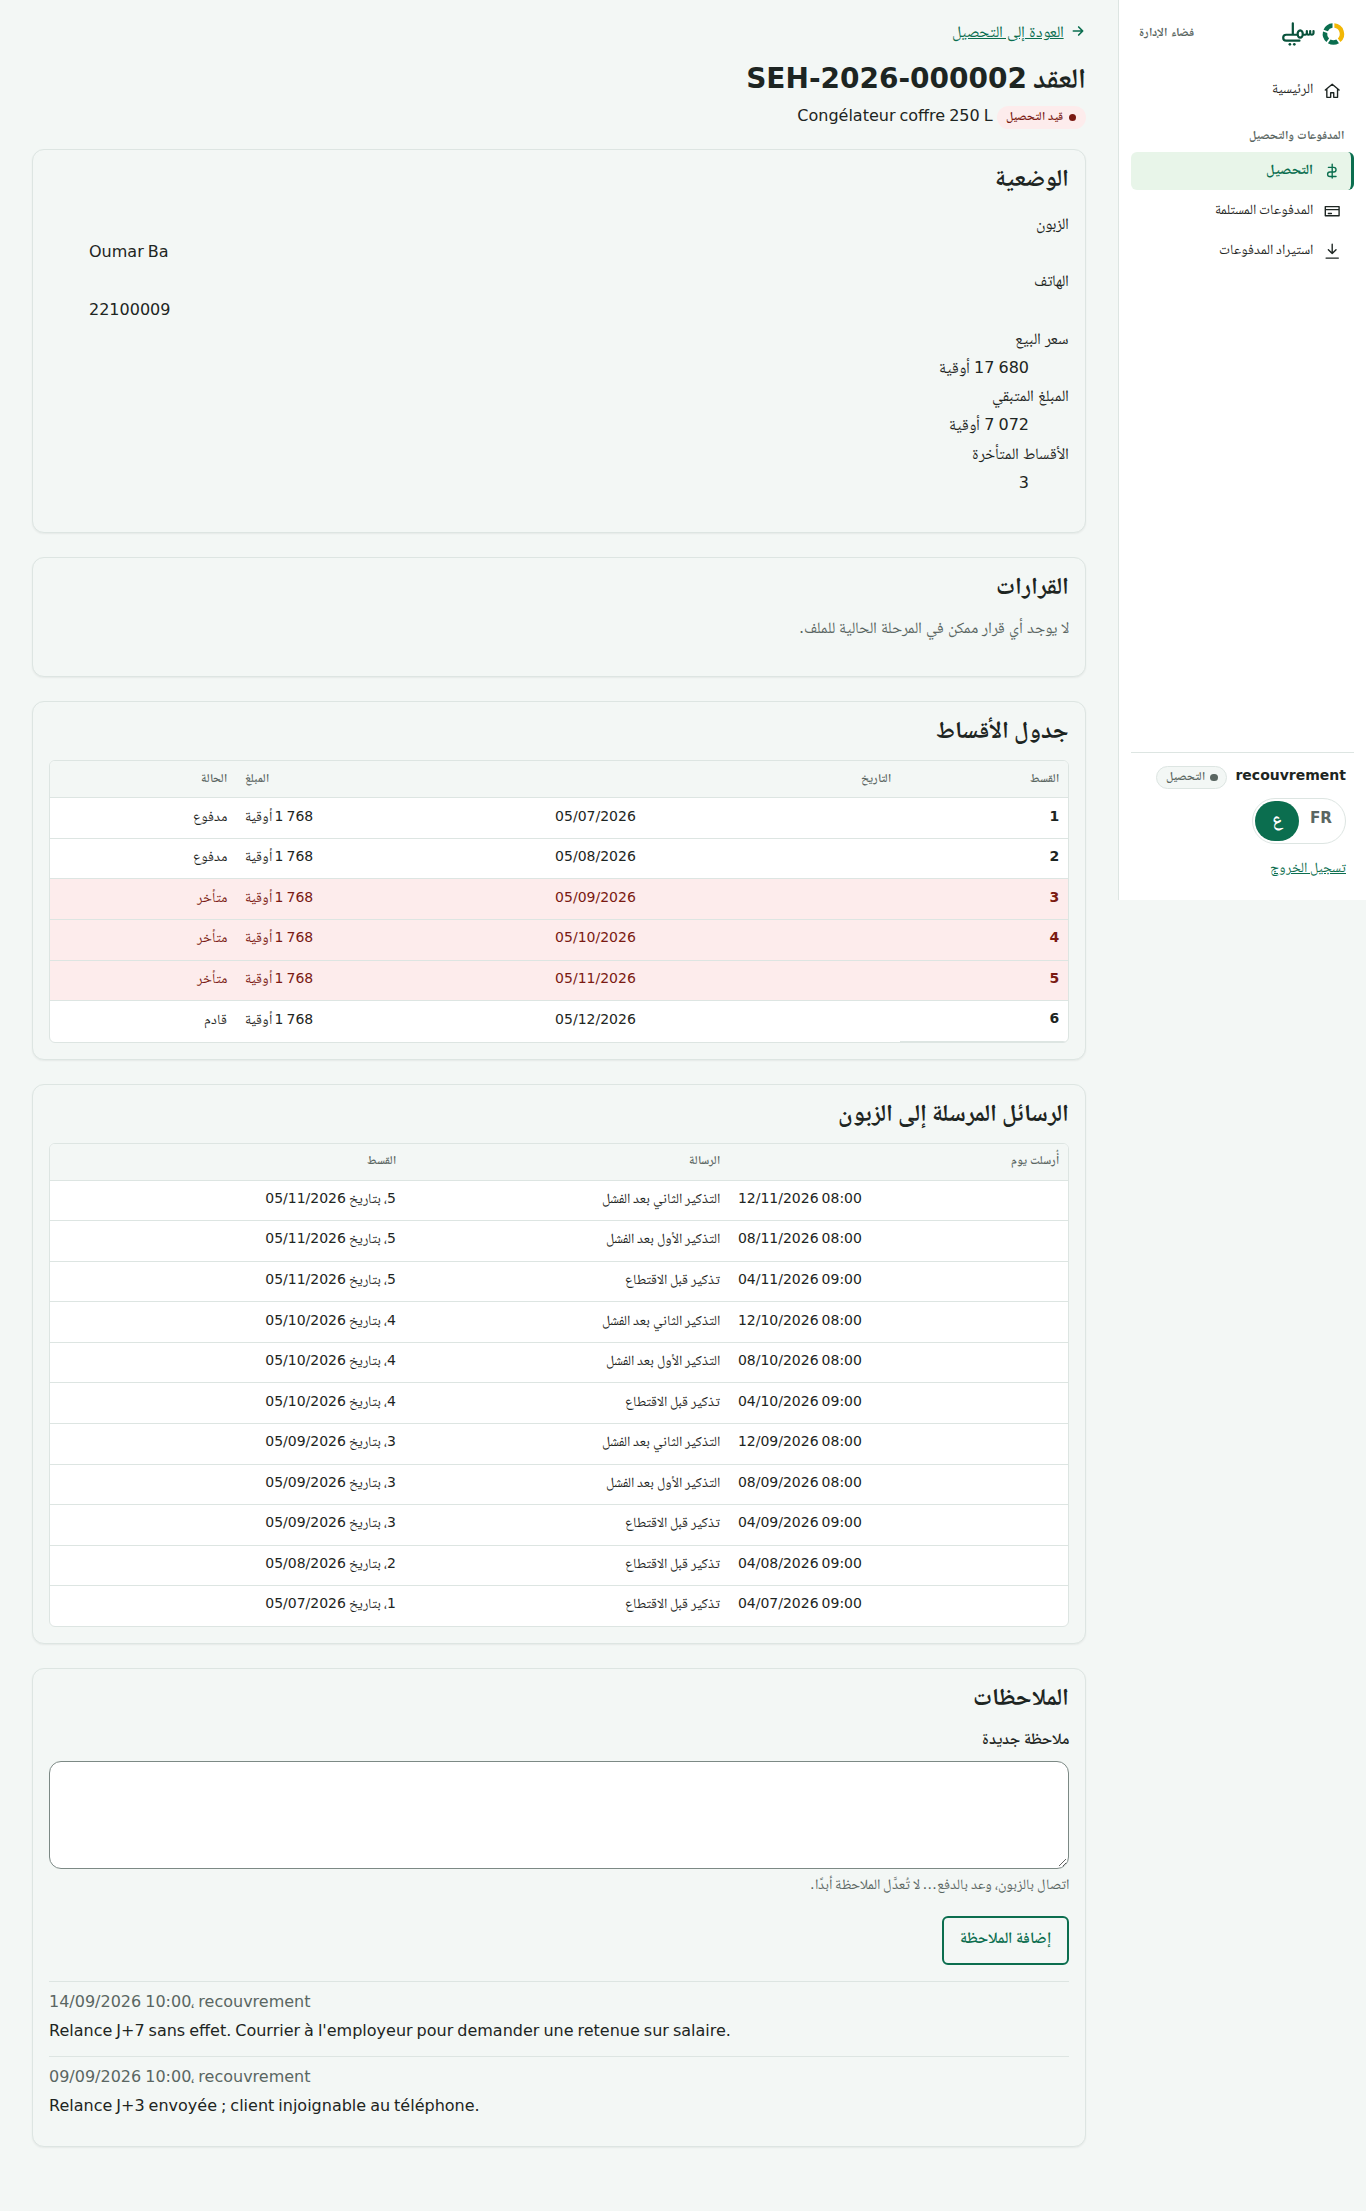 سهلي
فضاء الإدارة
الرئيسية
المدفوعات والتحصيل
التحصيل
المدفوعات المستلمة
استيراد المدفوعات
recouvrement التحصيل
FR ع
تسجيل الخروج
→ العودة إلى التحصيل
العقد SEH-2026-000002
قيد التحصيل Congélateur coffre 250 L
الوضعية
الزبون
Oumar Ba
الهاتف
22100009
سعر البيع
17 680 أوقية
المبلغ المتبقي
7 072 أوقية
الأقساط المتأخرة
3
القرارات
لا يوجد أي قرار ممكن في المرحلة الحالية للملف.
جدول الأقساط
القسط التاريخ المبلغ الحالة
1 05/07/2026 1 768 أوقية مدفوع
2 05/08/2026 1 768 أوقية مدفوع
3 05/09/2026 1 768 أوقية متأخر
4 05/10/2026 1 768 أوقية متأخر
5 05/11/2026 1 768 أوقية متأخر
6 05/12/2026 1 768 أوقية قادم
الرسائل المرسلة إلى الزبون
أُرسلت يوم الرسالة القسط
12/11/2026 08:00 التذكير الثاني بعد الفشل 5، بتاريخ 05/11/2026
08/11/2026 08:00 التذكير الأول بعد الفشل 5، بتاريخ 05/11/2026
04/11/2026 09:00 تذكير قبل الاقتطاع 5، بتاريخ 05/11/2026
12/10/2026 08:00 التذكير الثاني بعد الفشل 4، بتاريخ 05/10/2026
08/10/2026 08:00 التذكير الأول بعد الفشل 4، بتاريخ 05/10/2026
04/10/2026 09:00 تذكير قبل الاقتطاع 4، بتاريخ 05/10/2026
12/09/2026 08:00 التذكير الثاني بعد الفشل 3، بتاريخ 05/09/2026
08/09/2026 08:00 التذكير الأول بعد الفشل 3، بتاريخ 05/09/2026
04/09/2026 09:00 تذكير قبل الاقتطاع 3، بتاريخ 05/09/2026
04/08/2026 09:00 تذكير قبل الاقتطاع 2، بتاريخ 05/08/2026
04/07/2026 09:00 تذكير قبل الاقتطاع 1، بتاريخ 05/07/2026
الملاحظات
ملاحظة جديدة
اتصال بالزبون، وعد بالدفع… لا تُعدَّل الملاحظة أبدًا.
إضافة الملاحظة
14/09/2026 10:00، recouvrement
Relance J+7 sans effet. Courrier à l'employeur pour demander une retenue sur salaire.
09/09/2026 10:00، recouvrement
Relance J+3 envoyée ; client injoignable au téléphone.